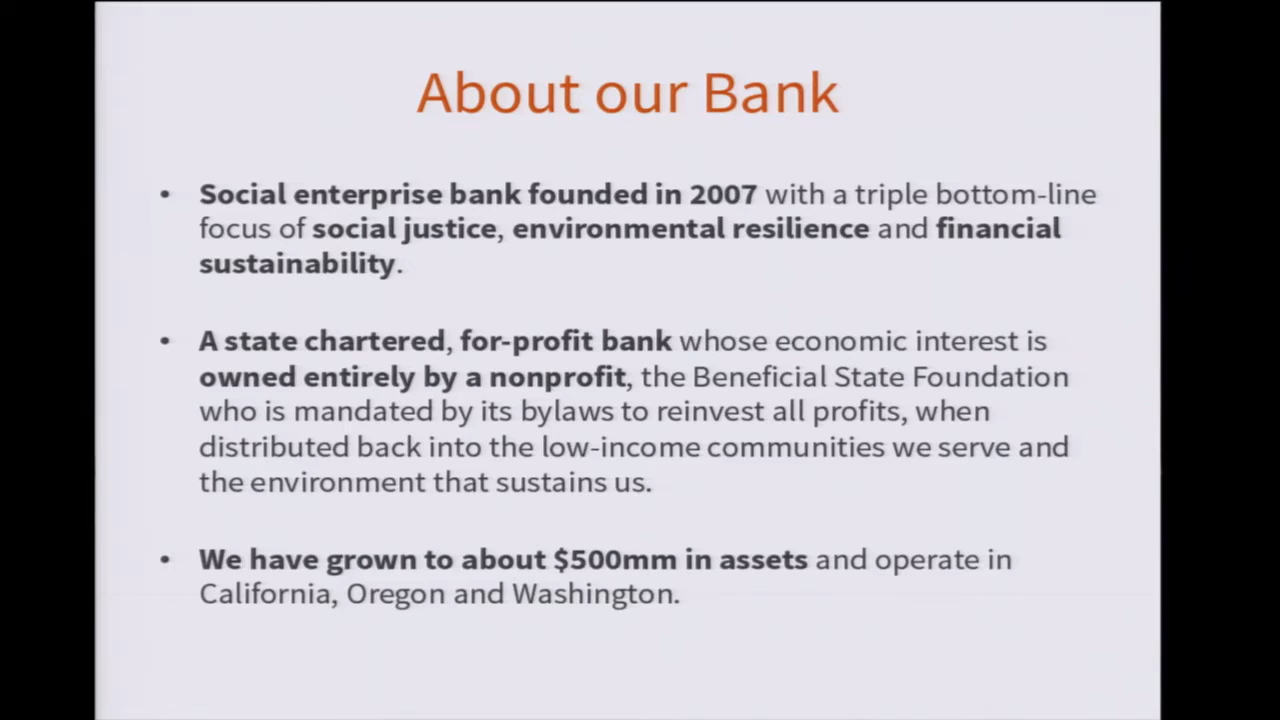 About our Bank
• Social enterprise bank founded in 2007 with a triple bottom-line
focus of social justice, environmental resilience and financial
sustainability.
• A state chartered, for-profit bank whose economic interest is
owned entirely by a nonprofit, the Beneficial State Foundation
who is mandated by its bylaws to reinvest all profits, when
distributed back into the low-income communities we serve and
the environment that sustains us.
• We have grown to about $500mm in assets and operate in
California, Oregon and Washington.